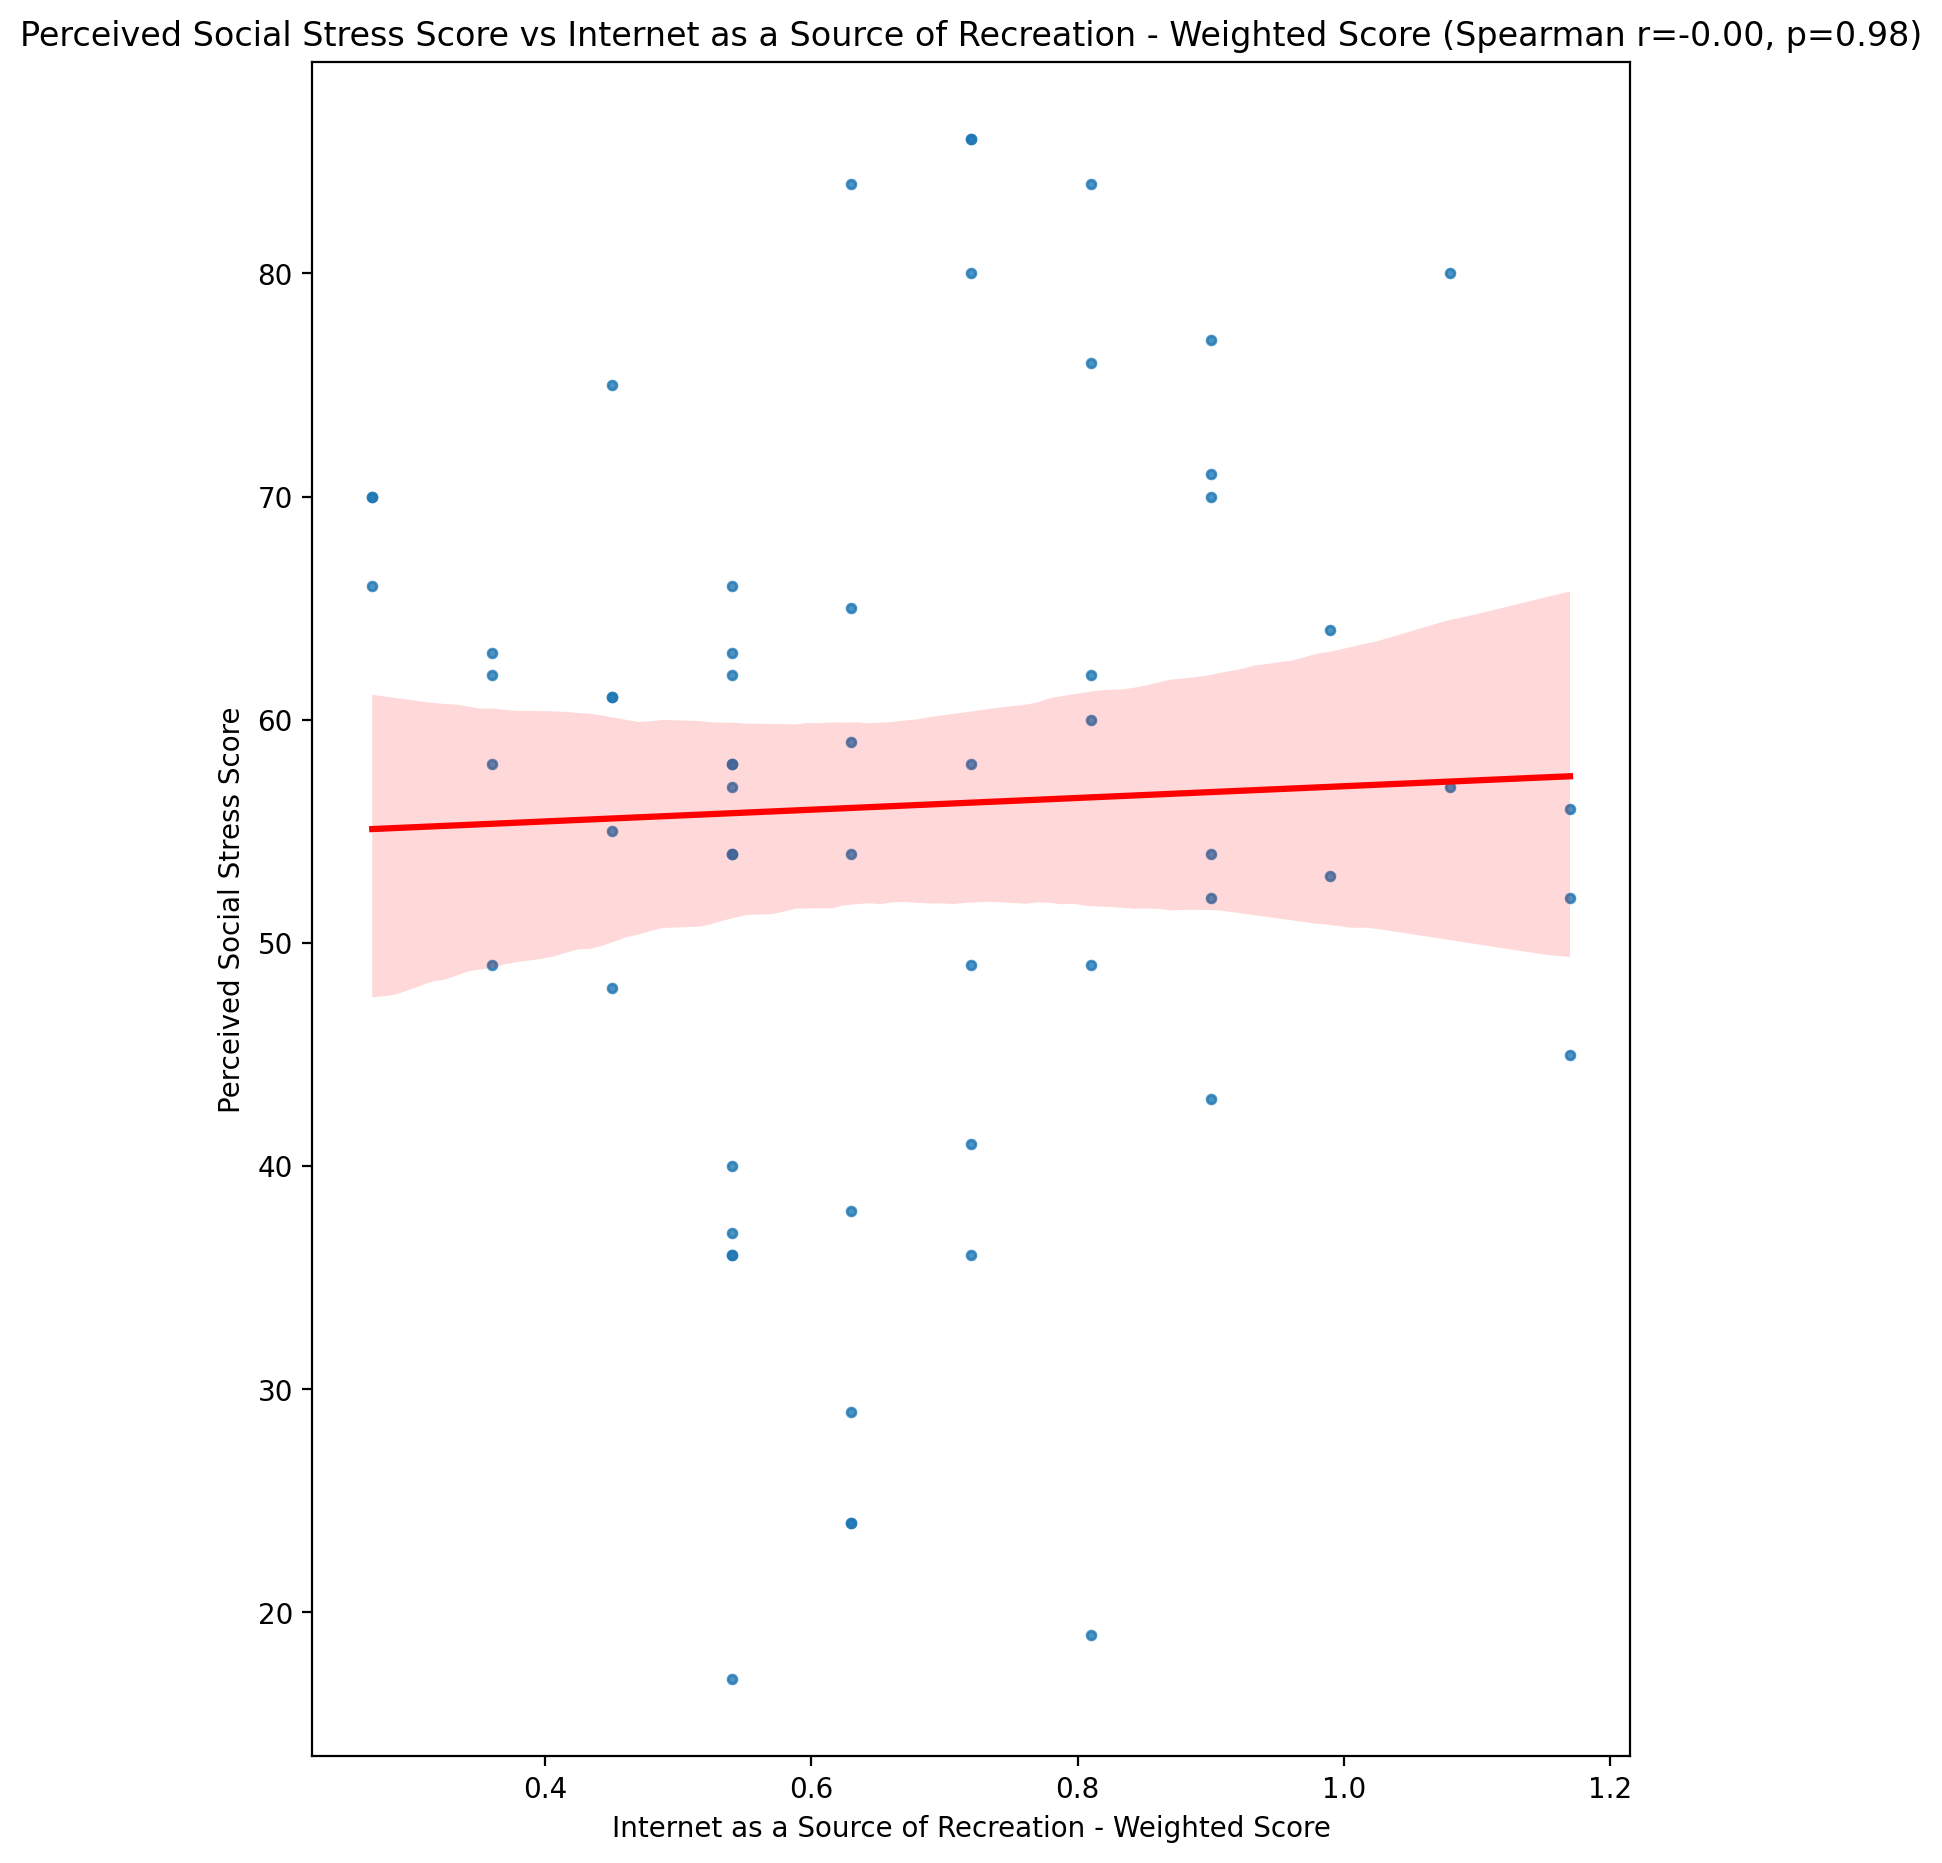 Perceived Social Stress Score vs Internet as a Source of Recreation - Weighted Score (Spearman r=-0.00, p=0.98)
80
70
60
50
40
30
20
Perceived Social Stress Score
0.4 0.6 0.8 1.0 1.2
Internet as a Source of Recreation - Weighted Score